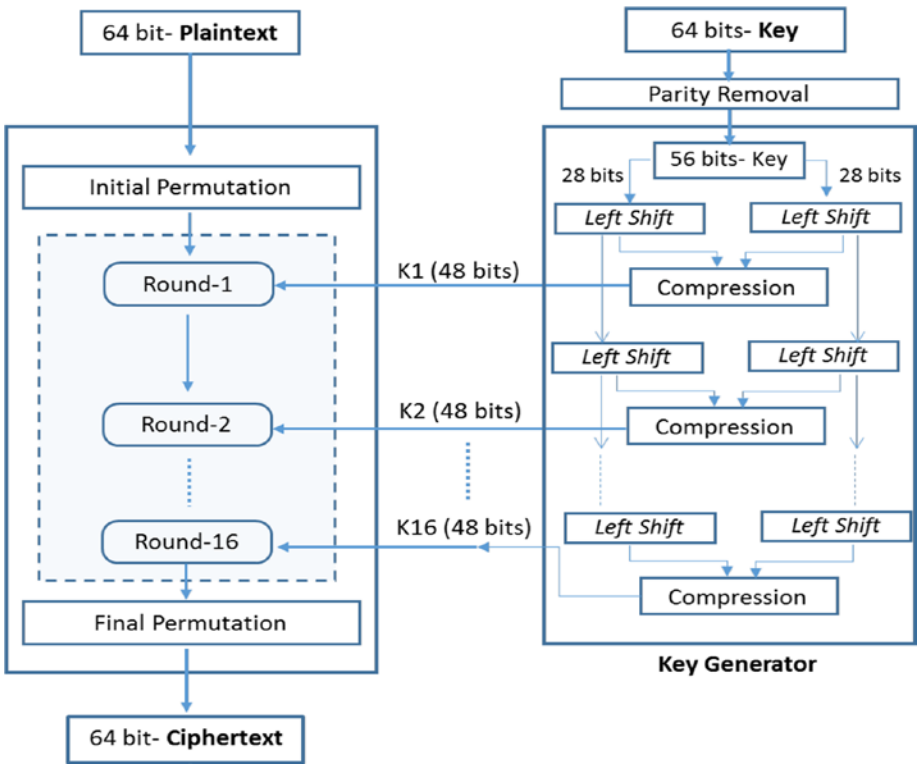 64 bit- Plaintext
Initial Permutation
Round-1
Round-2
Round-16
Final Permutation
64 bit- Ciphertext
K1 (48 bits)
K2 (48 bits)
K16 (48 bits)
64 bits- Key
Parity Removal
56 bits- Key
28 bits
28 bits
Left Shift
Left Shift
Compression
Left Shift
Left Shift
Compression
Left Shift
Left Shift
Compression
Key Generator